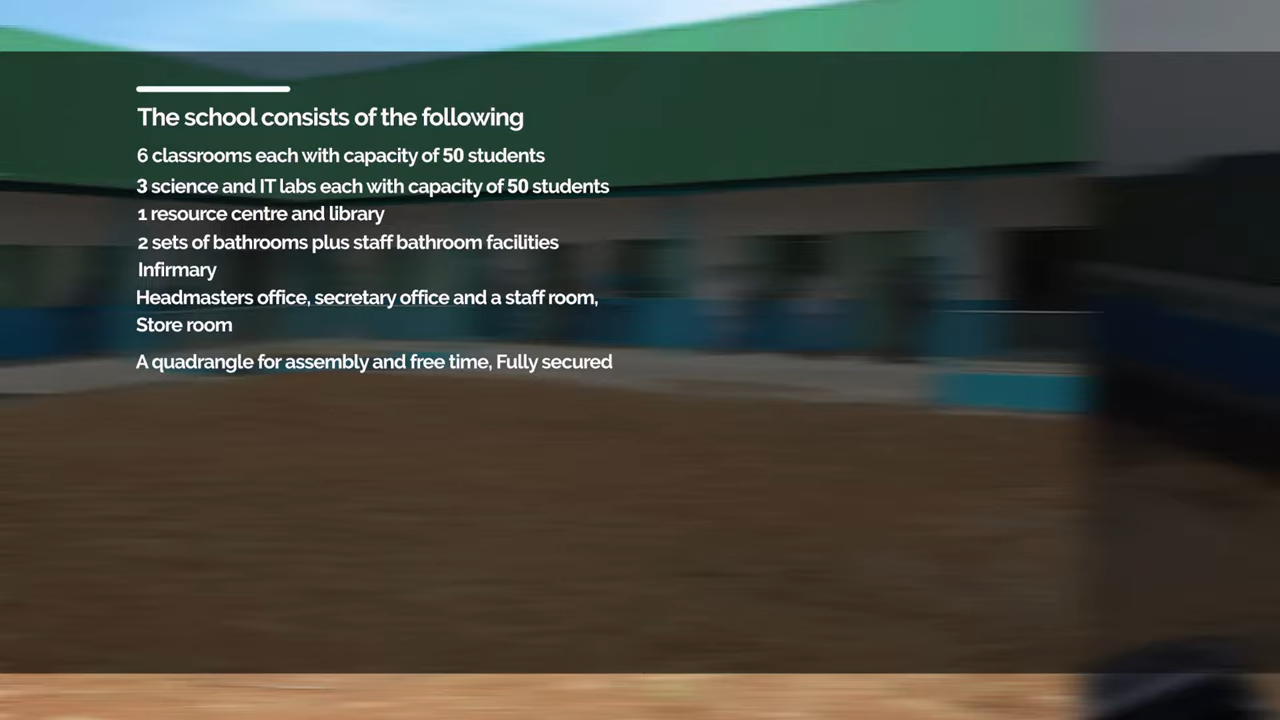 The school consists of the following
6 classrooms each with capacity of 50 students
3 science and IT labs each with capacity of 50 students
1 resource centre and library
2 sets of bathrooms plus staff bathroom facilities
Infirmary
Headmasters office, secretary office and a staff room,
Store room
A quadrangle for assembly and free time, Fully secured